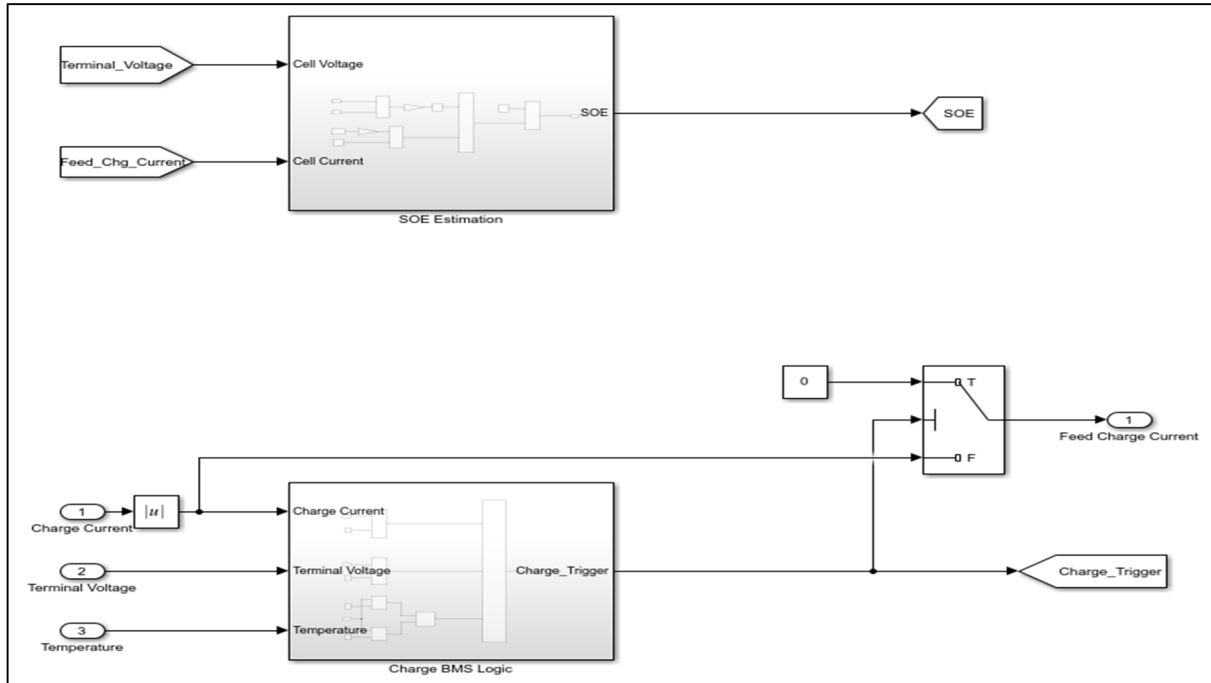 Terminal_Voltage
Cell Voltage
SOE
SOE
Feed_Chg_Current
Cell Current
SOE Estimation
0
T
1
Feed Charge Current
F
1
|u|
Charge Current
Charge Current
2
Terminal Voltage
Terminal Voltage
Charge_Trigger
Charge_Trigger
3
Temperature
Temperature
Charge BMS Logic